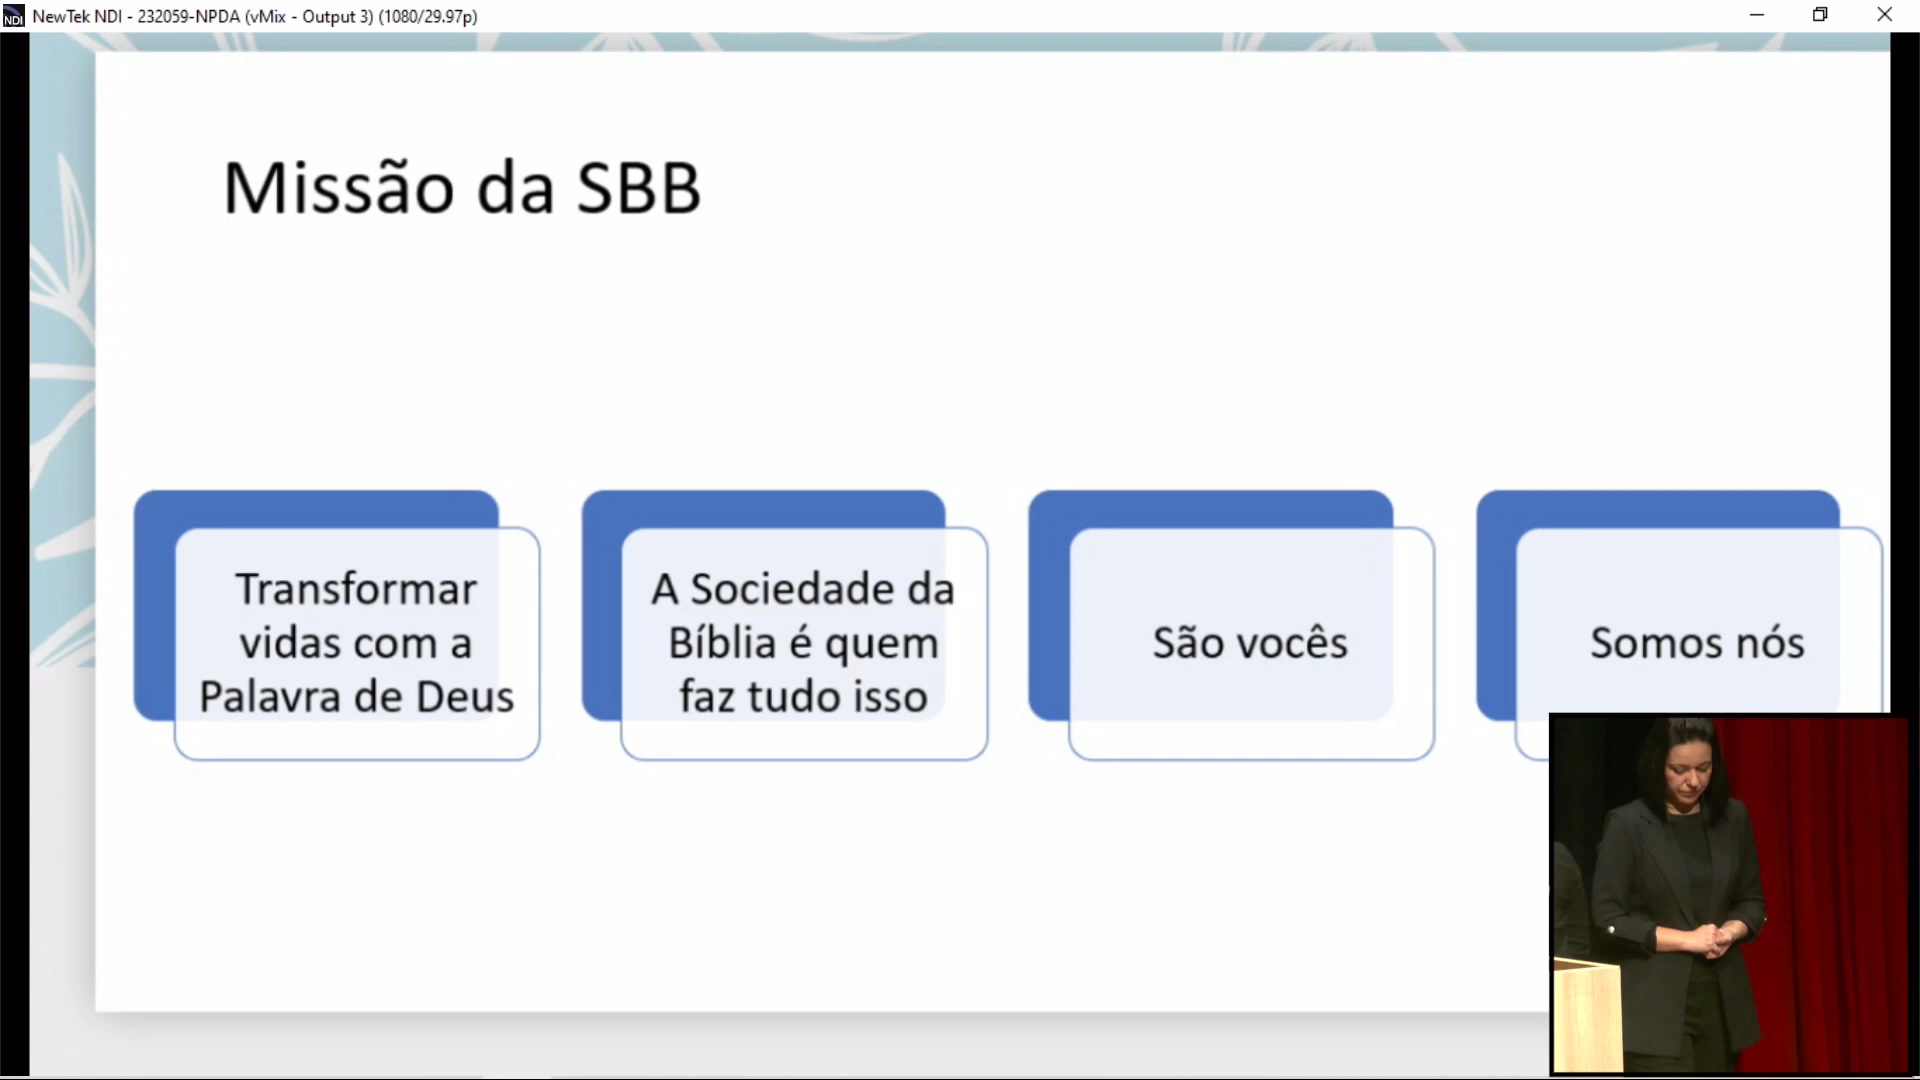 NewTek NDI - 232059-NPDA (vMix - Output 3) (1080/29.97p)
NDI
Missão da SBB
Transformar
vidas com a
Palavra de Deus
A Sociedade da
Bíblia é quem
faz tudo isso
São vocês
Somos nós